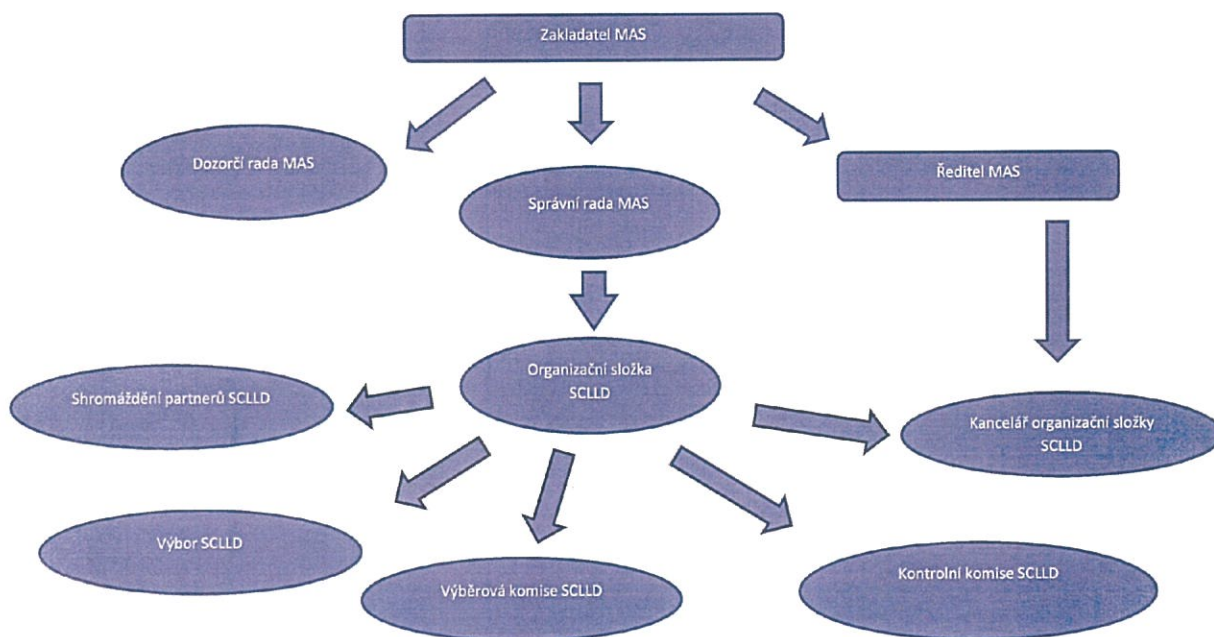 Zakladatel MAS
Dozorčí rada MAS
Správní rada MAS
Ředitel MAS
Organizační složka
SCLLD
Shromáždění partnerů SCLLD
Kancelář organizační složky
SCLLD
Výbor SCLLD
Výběrová komise SCLLD
Kontrolní komise SCLLD